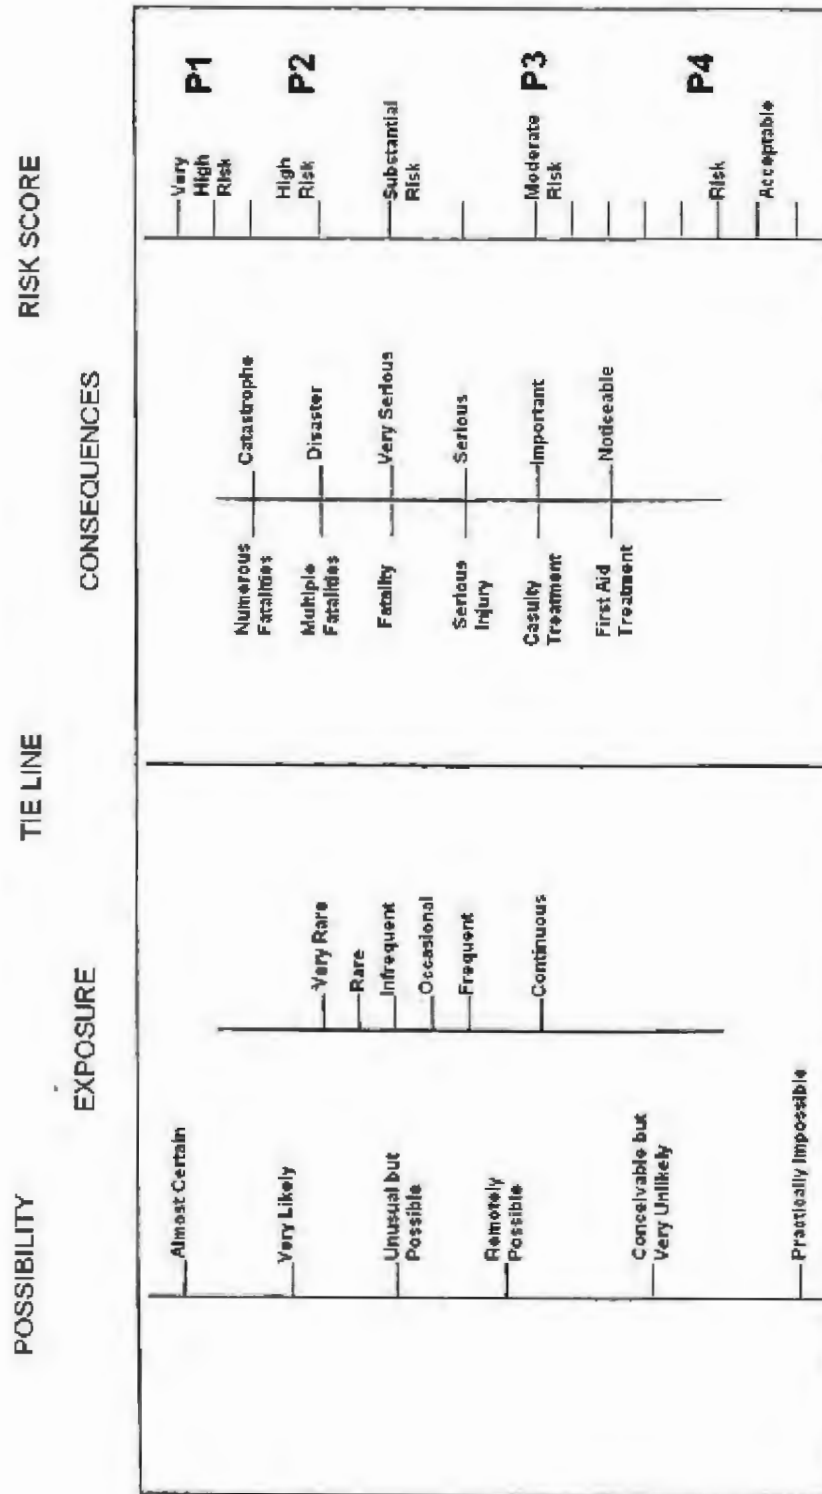 POSSIBILITY
EXPOSURE
TIE LINE
CONSEQUENCES
RISK SCORE
Almost Certain
Very Likely
Unusual but
Possible
Remotely
Possible
Conceivable but
Very Unlikely
Practically Impossible
Very Rare
Rare
Infrequent
Occasional
Frequent
Continuous
Numerous
Fatalities
Multiple
Fatalities
Fatality
Serious
Injury
Casulty
Treatment
First Aid
Treatment
Catastrophe
Disaster
Very Serious
Serious
Important
Noticeable
Very
High
Risk
High
Risk
Substantial
Risk
Moderate
Risk
Risk
Acceptable
P1
P2
P3
P4